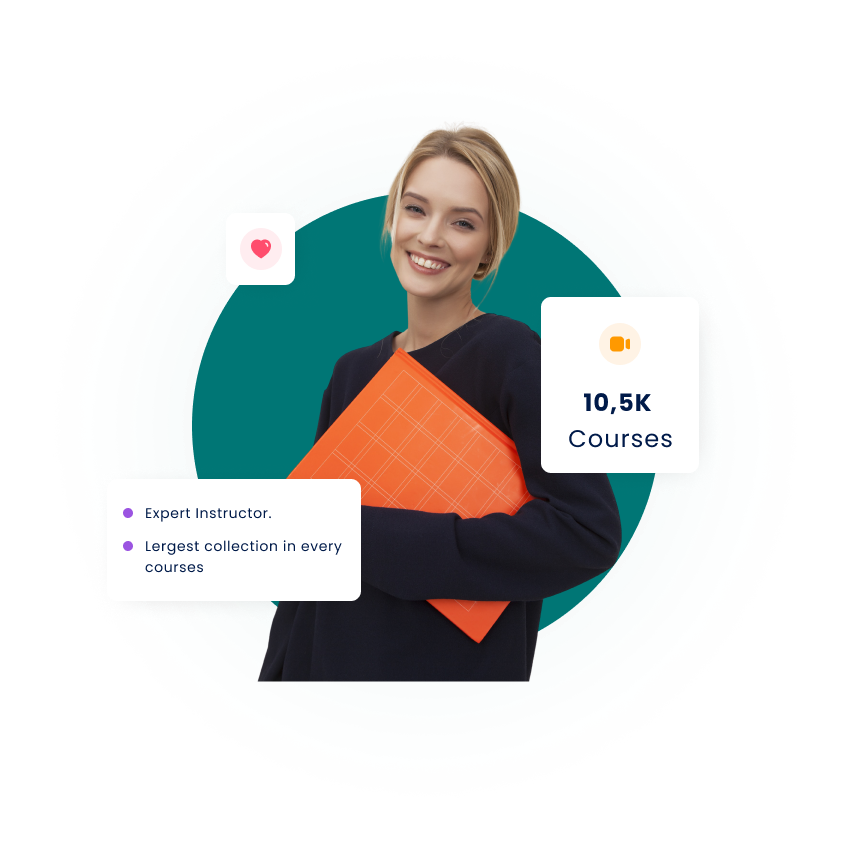 10,5K
Courses
Expert Instructor.
Lergest collection in every
courses